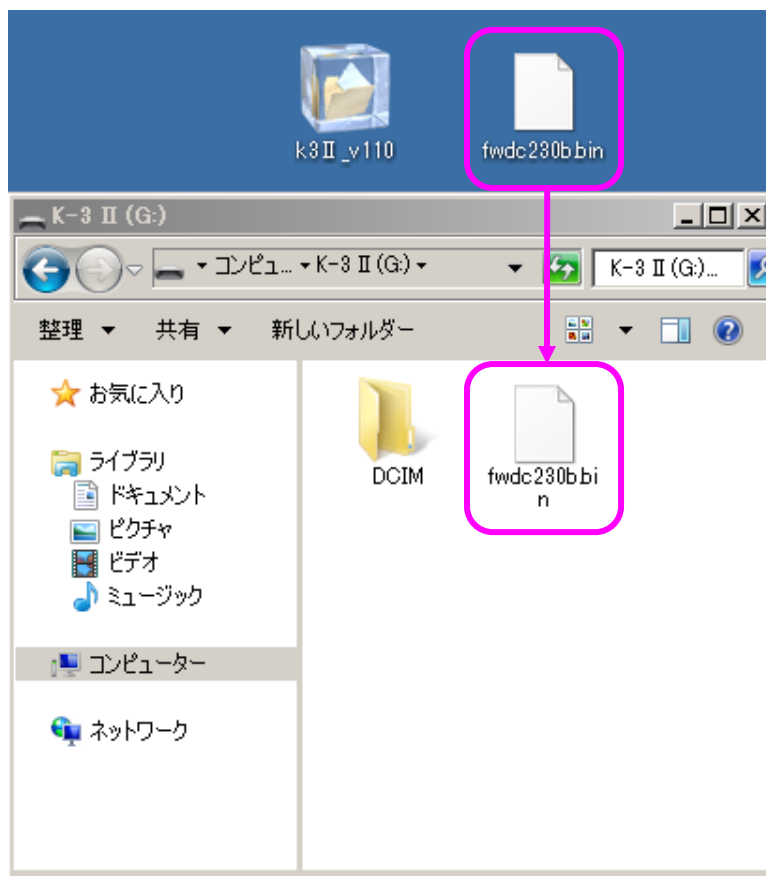 k3Ⅱ_v110
fwdc230b.bin
K-3 Ⅱ (G:)
コンピュ... K-3 Ⅱ (G:)
K-3 Ⅱ (G:)...
整理 共有 新しいフォルダー
お気に入り
ライブラリ
ドキュメント
ピクチャ
ビデオ
ミュージック
コンピューター
ネットワーク
DCIM
fwdc230b.bi
n